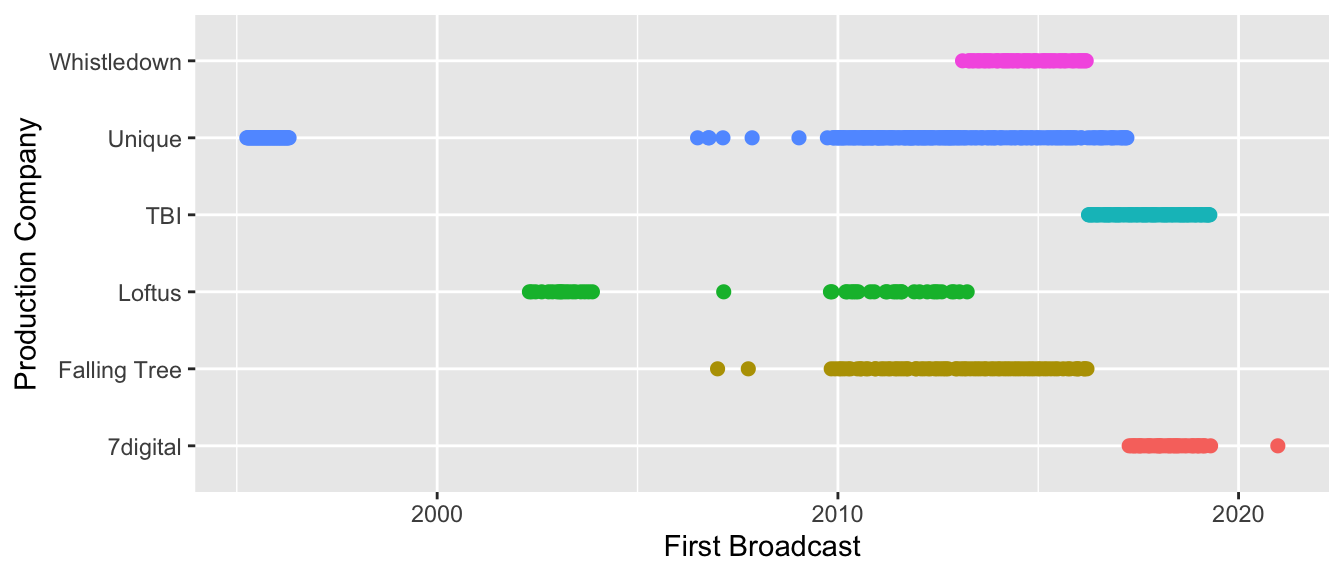 Production Company
Whistledown
Unique
TBI
Loftus
Falling Tree
7digital
2000
2010
2020
First Broadcast